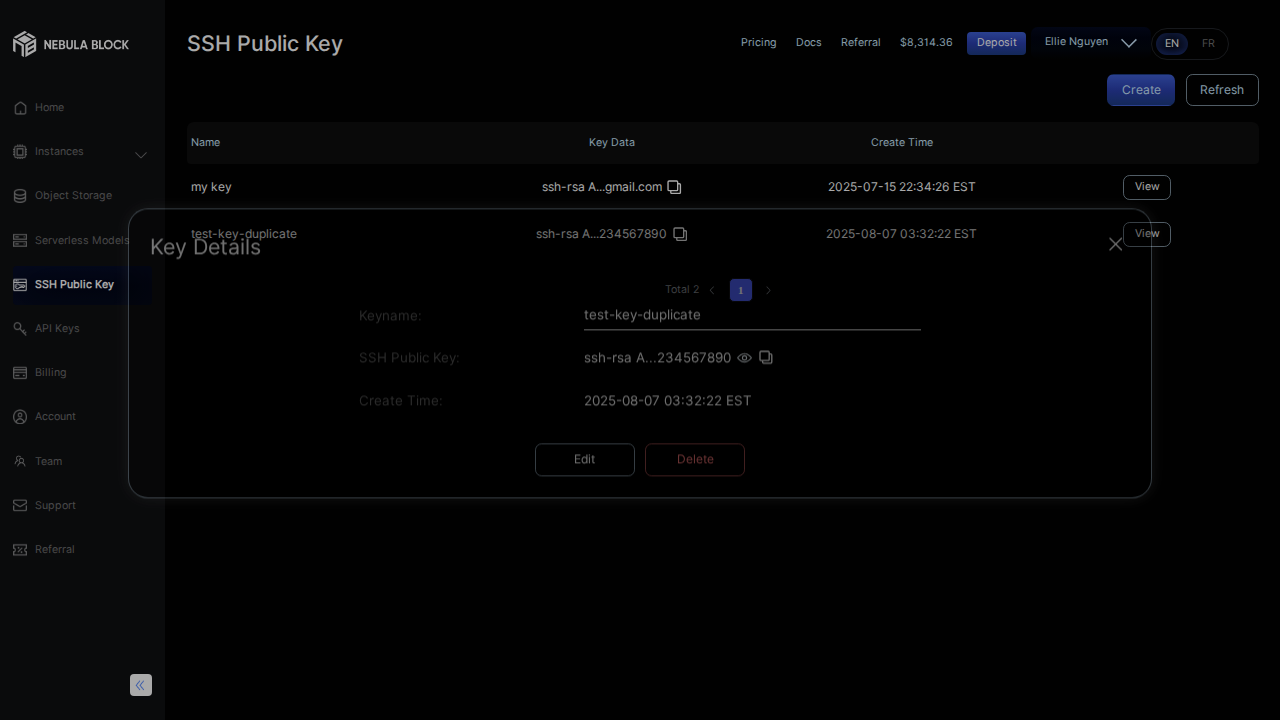 NEBULA BLOCK
SSH Public Key
Pricing Docs Referral $8,314.36 Deposit Ellie Nguyen EN FR
Create Refresh
Home
Instances
Object Storage
Serverless Models
SSH Public Key
API Keys
Billing
Account
Team
Support
Referral
Name Key Data Create Time
my key ssh-rsa A...gmail.com 2025-07-15 22:34:26 EST View
test-key-duplicate ssh-rsa A...234567890 2025-08-07 03:32:22 EST View
Total 2 1
Key Details
Keyname: test-key-duplicate
SSH Public Key: ssh-rsa A...234567890
Create Time: 2025-08-07 03:32:22 EST
Edit Delete